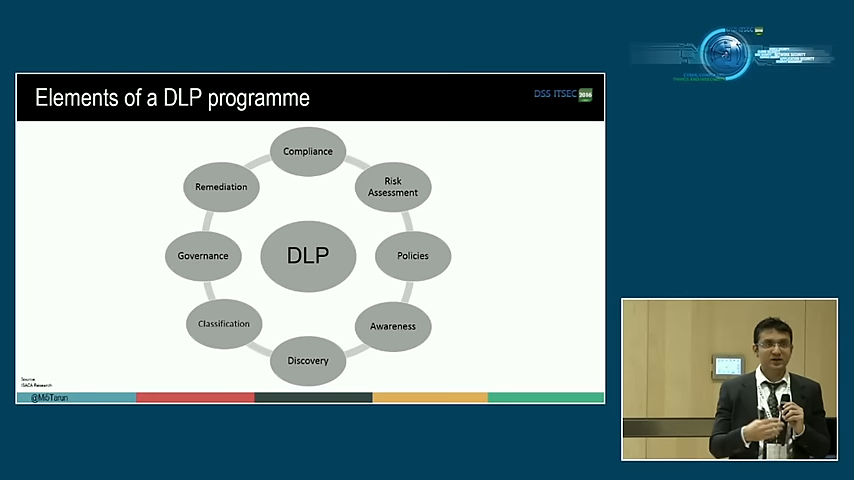 Elements of a DLP programme
DSS ITSEC 2016
Compliance
Remediation
Risk
Assessment
Governance
DLP
Policies
Classification
Awareness
Discovery
Source
ISACA Research
@Mi5Tarun